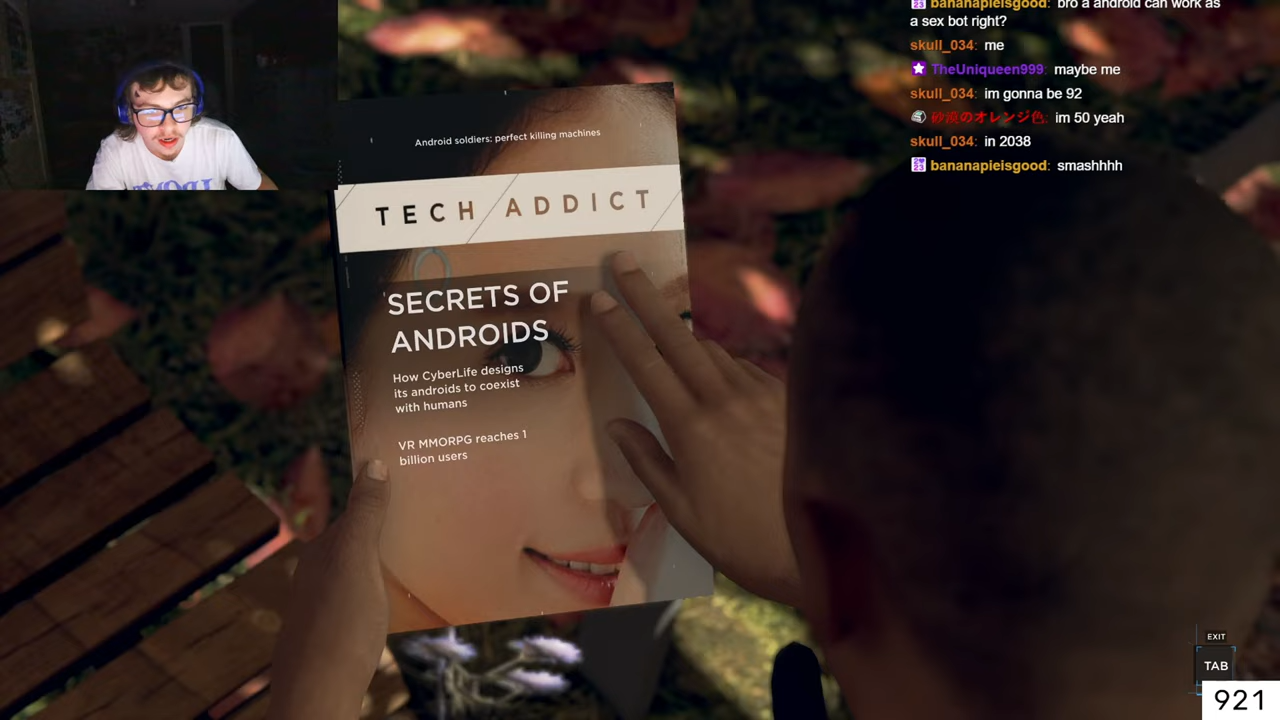 bananapieisgood: bro a android can work as
a sex bot right?
skull_034: me
TheUniqueen999: maybe me
skull_034: im gonna be 92
砂漠のオレンジ色: im 50 yeah
skull_034: in 2038
bananapieisgood: smashhhh
Android soldiers: perfect killing machines
TECH ADDICT
SECRETS OF
ANDROIDS
How CyberLife designs
its androids to coexist
with humans
VR MMORPG reaches 1
billion users
EXIT
TAB
921